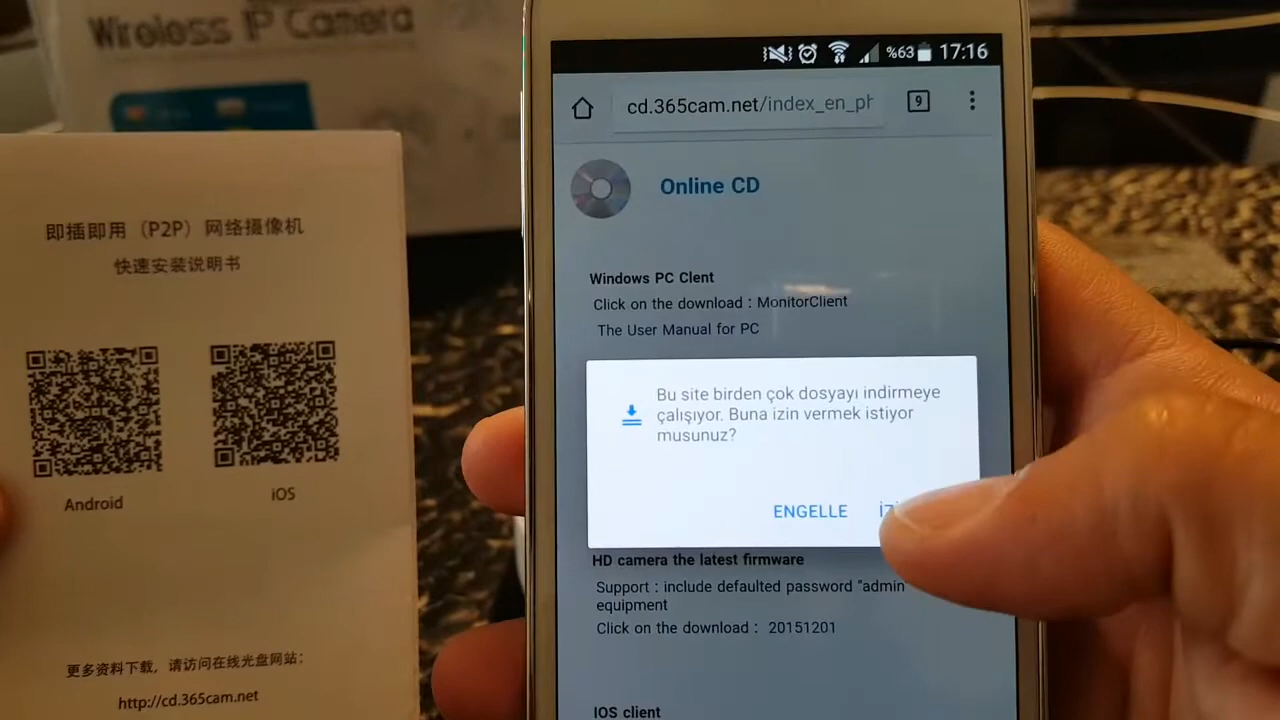 Wireless IP Camera
即插即用（P2P）网络摄像机
快速安装说明书
Android
iOS
更多资料下载，请访问在线光盘网站：
http://cd.365cam.net
%63 17:16
cd.365cam.net/index_en_ph
9
Online CD
Windows PC Clent
Click on the download : MonitorClient
The User Manual for PC
Bu site birden çok dosyayı indirmeye
çalışıyor. Buna izin vermek istiyor
musunuz?
ENGELLE
HD camera the latest firmware
Support : include defaulted password "admin
equipment
Click on the download : 20151201
IOS client